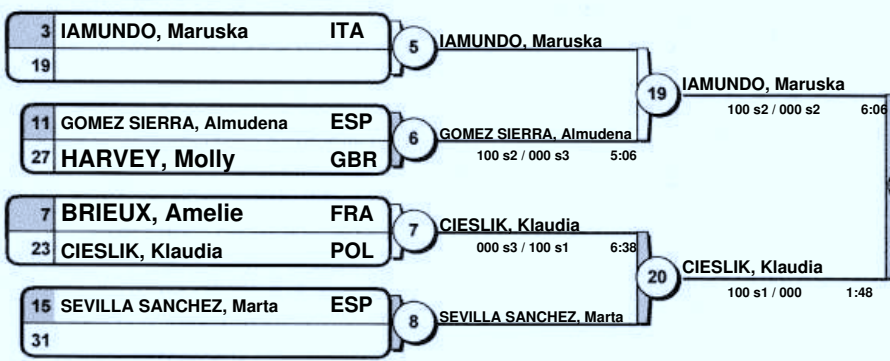 3 IAMUNDO, Maruska ITA
19
5 IAMUNDO, Maruska
11 GOMEZ SIERRA, Almudena ESP
27 HARVEY, Molly GBR
6 GOMEZ SIERRA, Almudena
100 s2 / 000 s3 5:06
19 IAMUNDO, Maruska
100 s2 / 000 s2 6:06
7 BRIEUX, Amelie FRA
23 CIESLIK, Klaudia POL
7 CIESLIK, Klaudia
000 s3 / 100 s1 6:38
15 SEVILLA SANCHEZ, Marta ESP
31
8 SEVILLA SANCHEZ, Marta
20 CIESLIK, Klaudia
100 s1 / 000 1:48